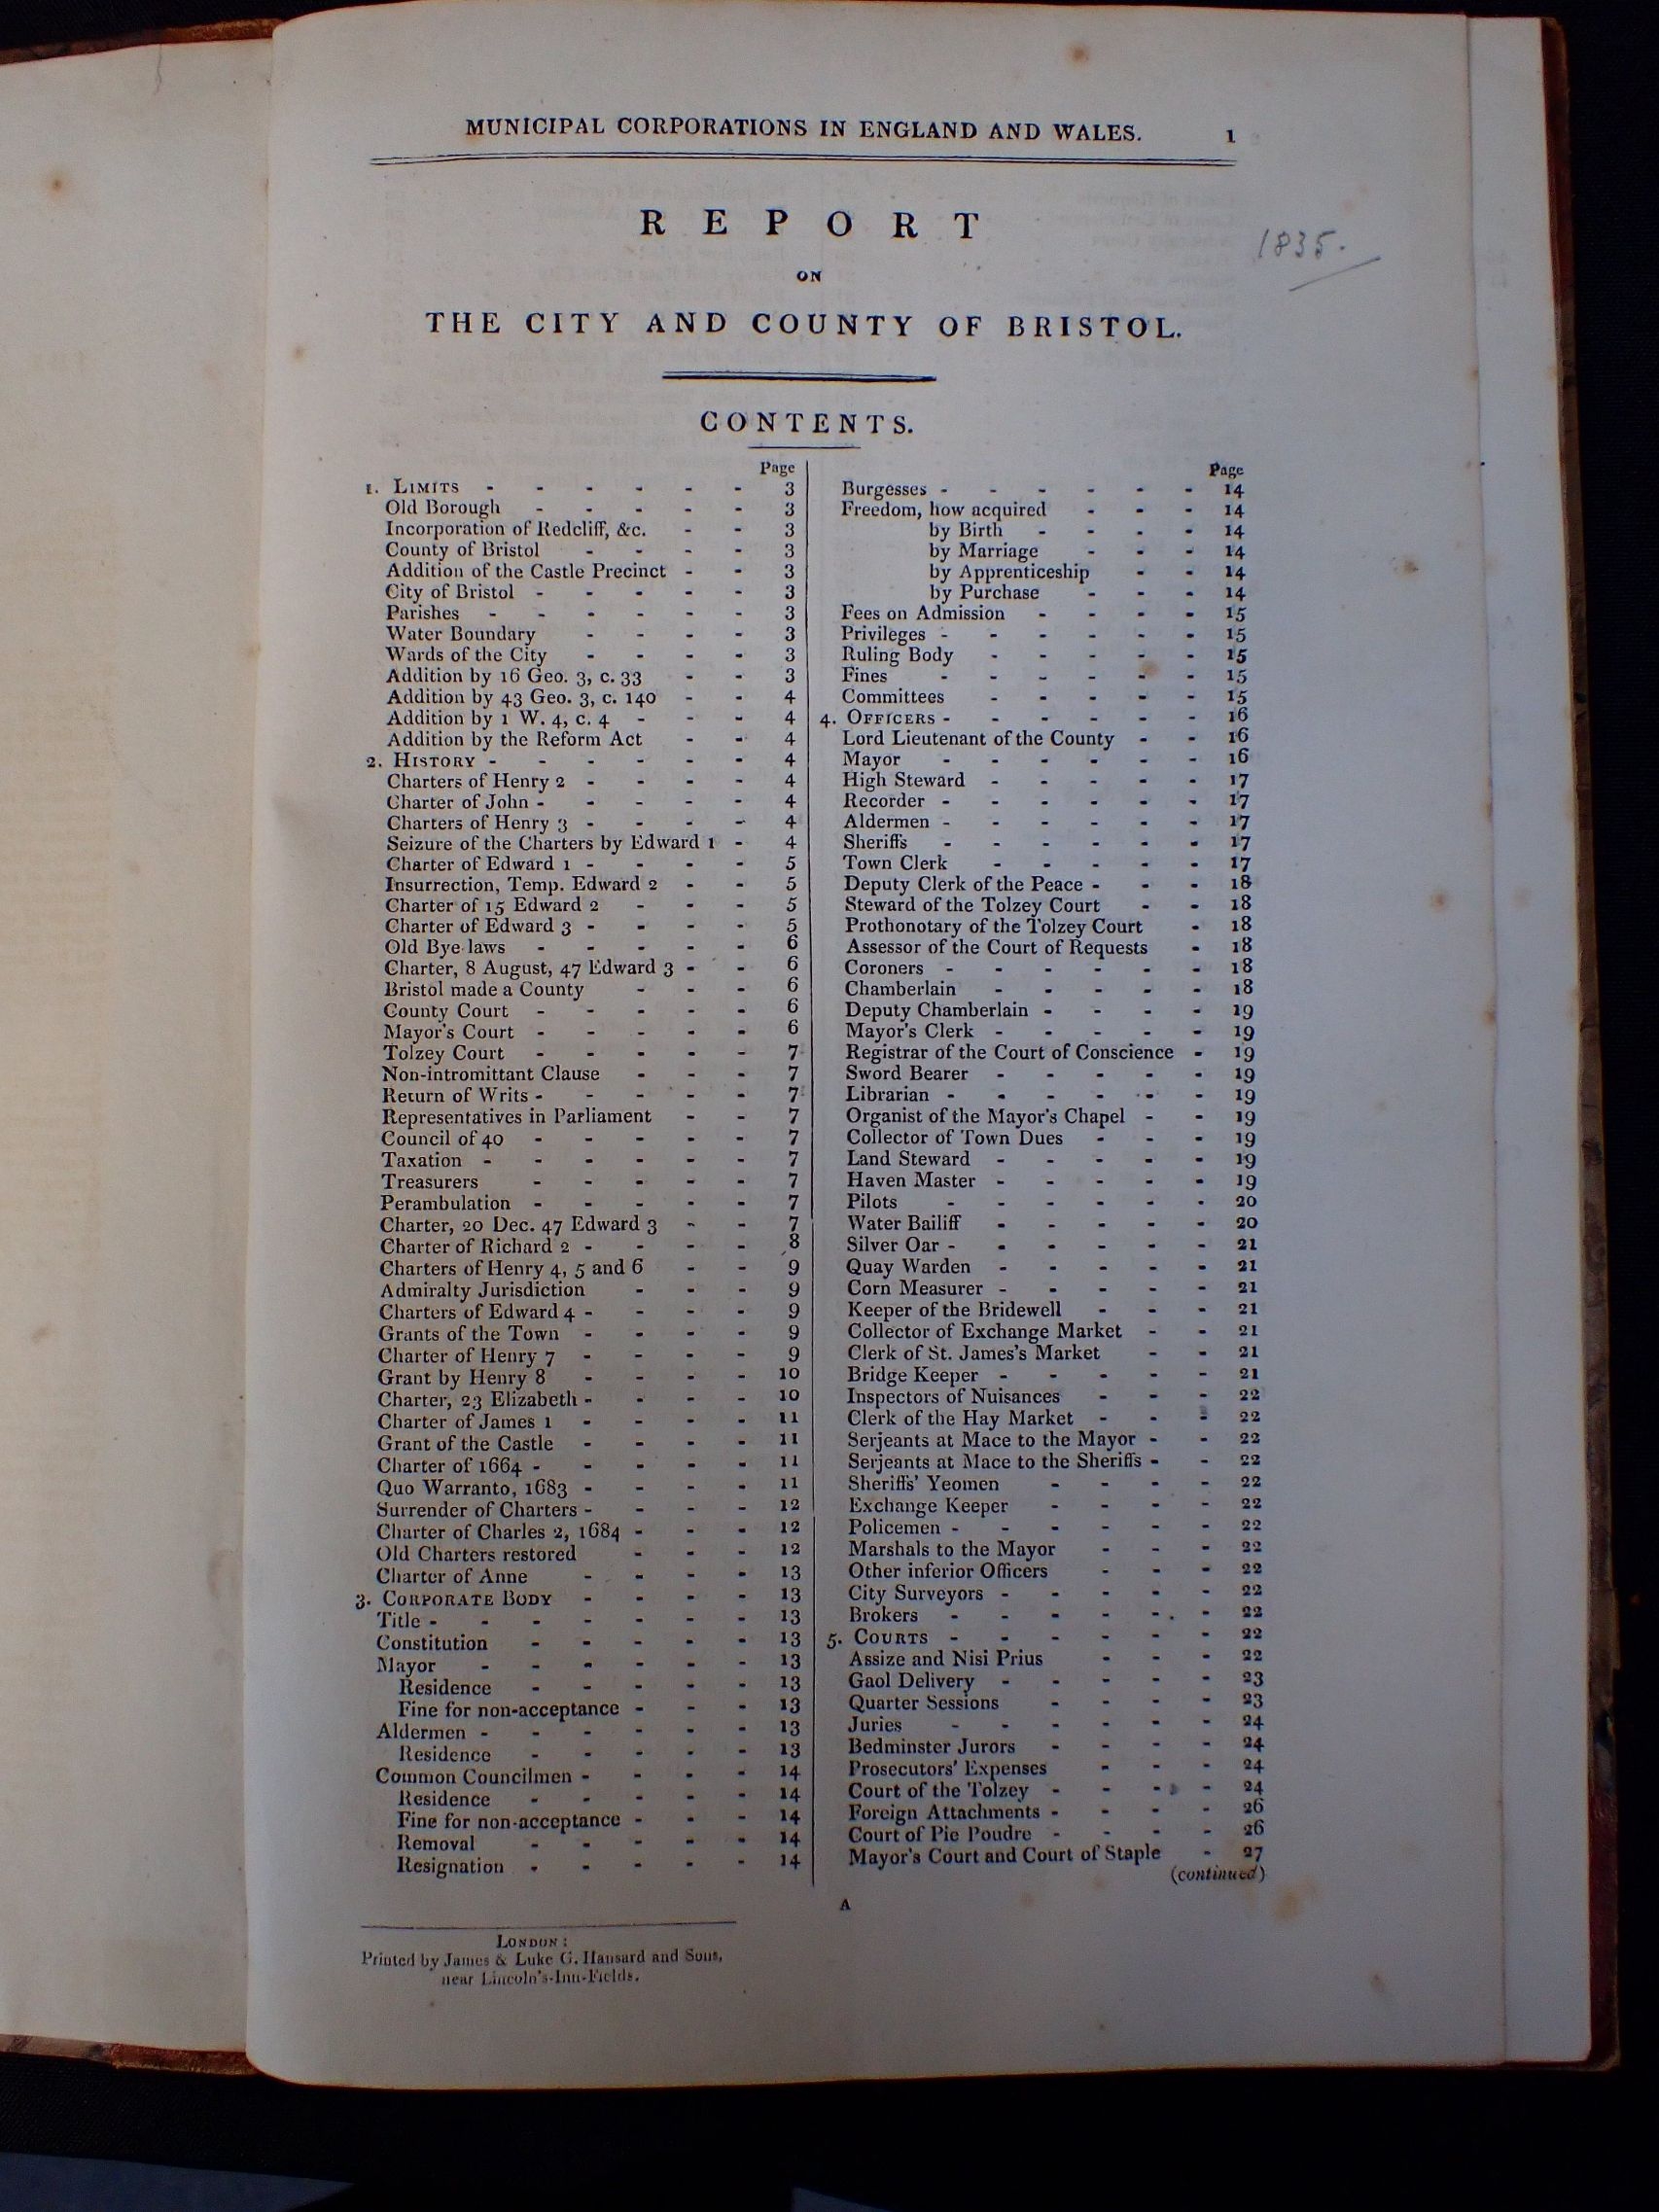 MUNICIPAL CORPORATIONS IN ENGLAND AND WALES. 1
REPORT
ON
THE CITY AND COUNTY OF BRISTOL.
1835.
CONTENTS.
Page
1. LIMITS - - - - - - 3
Old Borough - - - - - 3
Incorporation of Redcliff, &c. - - 3
County of Bristol - - - - 3
Addition of the Castle Precinct - - 3
City of Bristol - - - - - 3
Parishes - - - - - - 3
Water Boundary - - - - 3
Wards of the City - - - - 3
Addition by 16 Geo. 3, c. 33 - - 3
Addition by 43 Geo. 3, c. 140 - - 4
Addition by 1 W. 4, c. 4 - - - 4
Addition by the Reform Act - - 4
2. HISTORY - - - - - - 4
Charters of Henry 2 - - - - 4
Charter of John - - - - - 4
Charters of Henry 3 - - - - 4
Seizure of the Charters by Edward 1 - 4
Charter of Edward 1 - - - - 5
Insurrection, Temp. Edward 2 - - 5
Charter of 15 Edward 2 - - - 5
Charter of Edward 3 - - - - 5
Old Bye-laws - - - - - 6
Charter, 8 August, 47 Edward 3 - - 6
Bristol made a County - - - 6
County Court - - - - - 6
Mayor's Court - - - - - 6
Tolzey Court - - - - - 7
Non-intromittant Clause - - - 7
Return of Writs - - - - - 7
Representatives in Parliament - - 7
Council of 40 - - - - - 7
Taxation - - - - - - 7
Treasurers - - - - - 7
Perambulation - - - - - 7
Charter, 20 Dec. 47 Edward 3 - - 7
Charter of Richard 2 - - - - 8
Charters of Henry 4, 5 and 6 - - 9
Admiralty Jurisdiction - - - 9
Charters of Edward 4 - - - - 9
Grants of the Town - - - - 9
Charter of Henry 7 - - - - 9
Grant by Henry 8 - - - - 10
Charter, 23 Elizabeth - - - - 10
Charter of James 1 - - - - 11
Grant of the Castle - - - - 11
Charter of 1664 - - - - - 11
Quo Warranto, 1683 - - - - 11
Surrender of Charters - - - - 12
Charter of Charles 2, 1684 - - - 12
Old Charters restored - - - 12
Charter of Anne - - - - 13
3. CORPORATE BODY - - - - 13
Title - - - - - - - 13
Constitution - - - - - 13
Mayor - - - - - - 13
Residence - - - - - 13
Fine for non-acceptance - - - 13
Aldermen - - - - - - 13
Residence - - - - - 13
Common Councilmen - - - - 14
Residence - - - - - 14
Fine for non-acceptance - - - 14
Removal - - - - - 14
Resignation - - - - - 14
Page
Burgesses - - - - - - 14
Freedom, how acquired - - - 14
by Birth - - - - 14
by Marriage - - - 14
by Apprenticeship - - 14
by Purchase - - - 14
Fees on Admission - - - - 15
Privileges - - - - - - 15
Ruling Body - - - - - 15
Fines - - - - - - 15
Committees - - - - - 15
4. OFFICERS - - - - - - 16
Lord Lieutenant of the County - - 16
Mayor - - - - - - 16
High Steward - - - - - 17
Recorder - - - - - - 17
Aldermen - - - - - - 17
Sheriffs - - - - - - 17
Town Clerk - - - - - 17
Deputy Clerk of the Peace - - - 18
Steward of the Tolzey Court - - 18
Prothonotary of the Tolzey Court - 18
Assessor of the Court of Requests - 18
Coroners - - - - - - 18
Chamberlain - - - - - 18
Deputy Chamberlain - - - - 19
Mayor's Clerk - - - - - 19
Registrar of the Court of Conscience - 19
Sword Bearer - - - - - 19
Librarian - - - - - - 19
Organist of the Mayor's Chapel - - 19
Collector of Town Dues - - - 19
Land Steward - - - - - 19
Haven Master - - - - - 19
Pilots - - - - - - 20
Water Bailiff - - - - - 20
Silver Oar - - - - - - 21
Quay Warden - - - - - 21
Corn Measurer - - - - - 21
Keeper of the Bridewell - - - 21
Collector of Exchange Market - - 21
Clerk of St. James's Market - - 21
Bridge Keeper - - - - - 21
Inspectors of Nuisances - - - 22
Clerk of the Hay Market - - - 22
Serjeants at Mace to the Mayor - - 22
Serjeants at Mace to the Sheriffs - - 22
Sheriffs' Yeomen - - - - 22
Exchange Keeper - - - - 22
Policemen - - - - - - 22
Marshals to the Mayor - - - 22
Other inferior Officers - - - 22
City Surveyors - - - - - 22
Brokers - - - - - - 22
5. COURTS - - - - - - 22
Assize and Nisi Prius - - - 22
Gaol Delivery - - - - - 23
Quarter Sessions - - - - 23
Juries - - - - - - 24
Bedminster Jurors - - - - 24
Prosecutors' Expenses - - - 24
Court of the Tolzey - - - - 24
Foreign Attachments - - - - 26
Court of Pie Poudre - - - - 26
Mayor's Court and Court of Staple - 27
(continued)
A
LONDON:
Printed by James & Luke G. Hansard and Sons,
near Lincoln's-Inn-Fields.